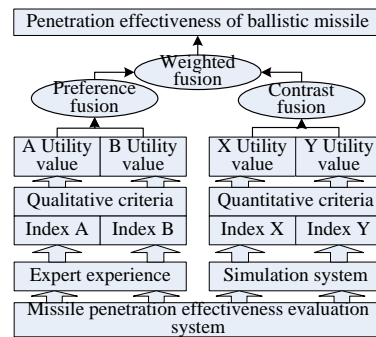 Penetration effectiveness of ballistic missile
Weighted
fusion
Preference
fusion
Contrast
fusion
A Utility
value
B Utility
value
X Utility
value
Y Utility
value
Qualitative criteria
Quantitative criteria
Index A
Index B
Index X
Index Y
Expert experience
Simulation system
Missile penetration effectiveness evaluation
system